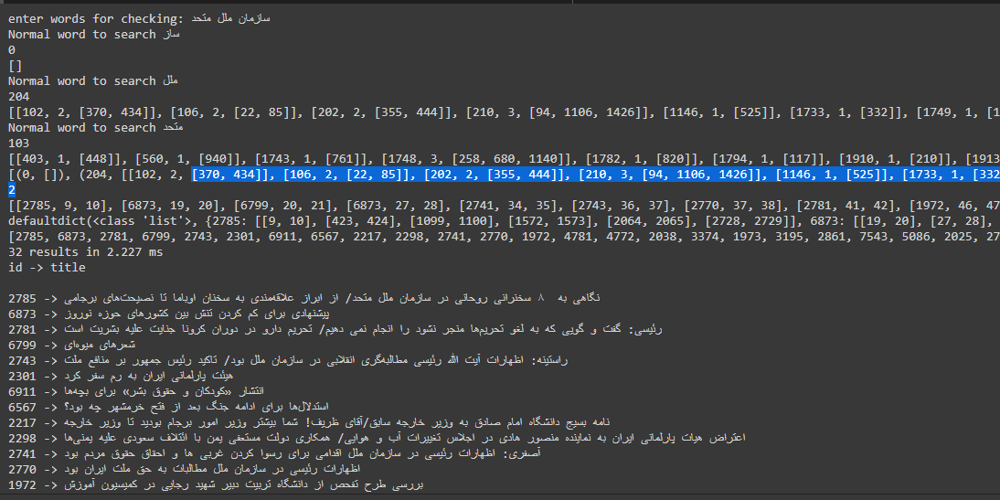 enter words for checking: سازمان ملل متحد
Normal word to search ساز
0
[]
Normal word to search ملل
204
[[102, 2, [370, 434]], [106, 2, [22, 85]], [202, 2, [355, 444]], [210, 3, [94, 1106, 1426]], [1146, 1, [525]], [1733, 1, [332]], [1749, 1, [1
Normal word to search متحد
103
[[403, 1, [448]], [560, 1, [940]], [1743, 1, [761]], [1748, 3, [258, 680, 1140]], [1782, 1, [820]], [1794, 1, [117]], [1910, 1, [210]], [1913
[(0, []), (204, [[102, 2, [370, 434]], [106, 2, [22, 85]], [202, 2, [355, 444]], [210, 3, [94, 1106, 1426]], [1146, 1, [525]], [1733, 1, [332
2
[[2785, 9, 10], [6873, 19, 20], [6799, 20, 21], [6873, 27, 28], [2741, 34, 35], [2743, 36, 37], [2770, 37, 38], [2781, 41, 42], [1972, 46, 47
defaultdict(<class 'list'>, {2785: [[9, 10], [423, 424], [1099, 1100], [1572, 1573], [2064, 2065], [2728, 2729]], 6873: [[19, 20], [27, 28],
[2785, 6873, 2781, 6799, 2743, 2301, 6911, 6567, 2217, 2298, 2741, 2770, 1972, 4781, 4772, 2038, 3374, 1973, 3195, 2861, 7543, 5086, 2025, 27
32 results in 2.227 ms
id -> title
2785 -> نگاهی به ۸ سخنرانی روحانی در سازمان ملل متحد/ از ابراز علاقه‌مندی به سخنان اوباما تا نصیحت‌های برجامی
6873 -> پیشنهادی برای کم کردن تنش بین کشورهای حوزه نوروز
2781 -> رئیسی: گفت و گویی که به لغو تحریم‌ها منجر نشود را انجام نمی دهیم/ تحریم دارو در دوران کرونا جنایت علیه بشریت است
6799 -> شعرهای میوه‌ای
2743 -> راستینه: اظهارات آیت الله رئیسی مطالبه‌گری انقلابی در سازمان ملل بود/ تاکید رئیس جمهور بر منافع ملت
2301 -> هیئت پارلمانی ایران به رم سفر کرد
6911 -> انتشار «کودکان و حقوق بشر» برای بچه‌ها
6567 -> استدلال‌ها برای ادامه جنگ بعد از فتح خرمشهر چه بود؟
2217 -> نامه بسیج دانشگاه امام صادق به وزیر خارجه سابق/آقای ظریف! شما بیشتر وزیر امور برجام بودید تا وزیر خارجه
2298 -> اعتراض هیات پارلمانی ایران به نماینده منصور هادی در اجلاس تغییرات آب و هوایی/ همکاری دولت مستعفی یمن با ائتلاف سعودی علیه یمنی‌ها
2741 -> آصفری: اظهارات رئیسی در سازمان ملل اقدامی برای رسوا کردن غربی ها و احقاق حقوق مردم بود
2770 -> اظهارات رئیسی در سازمان ملل مطالبات به حق ملت ایران بود
1972 -> بررسی طرح تفحص از دانشگاه تربیت دبیر شهید رجایی در کمیسیون آموزش